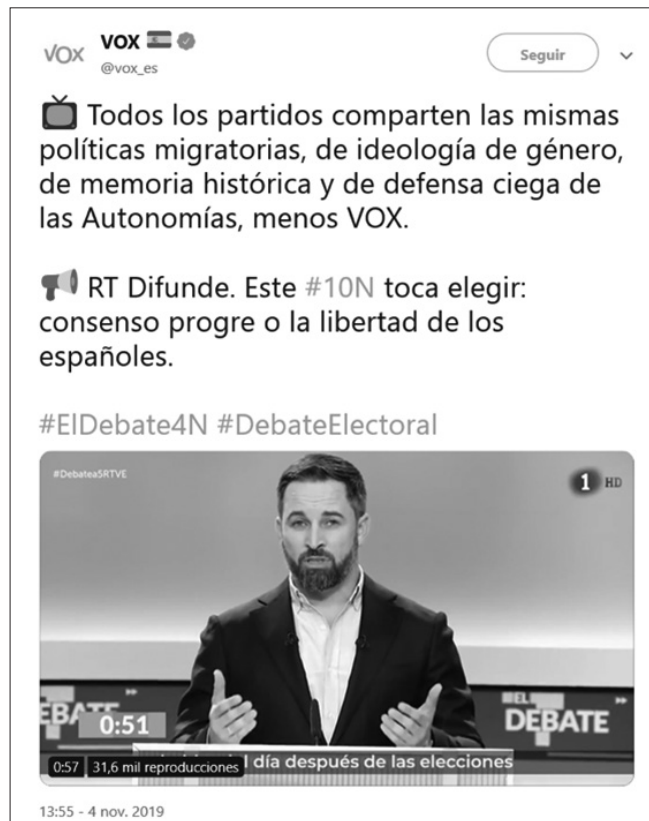 VOX
VOX
@vox_es
Seguir
Todos los partidos comparten las mismas
políticas migratorias, de ideología de género,
de memoria histórica y de defensa ciega de
las Autonomías, menos VOX.
RT Difunde. Este #10N toca elegir:
consenso progre o la libertad de los
españoles.
#ElDebate4N #DebateElectoral
#Debatea5RTVE
1 HD
EBATE
0:51
EL
DEBATE
0:57 31,6 mil reproducciones l día después de las elecciones
13:55 - 4 nov. 2019